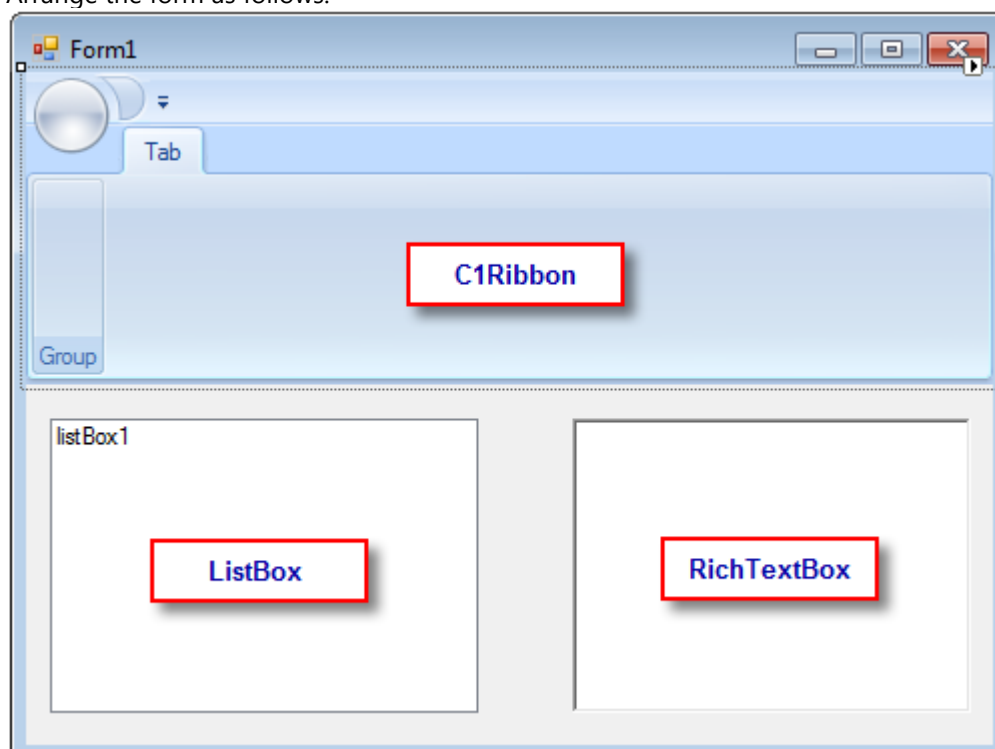 Arrange the form as follows:
Form1
Tab
C1Ribbon
Group
listBox1
ListBox
RichTextBox